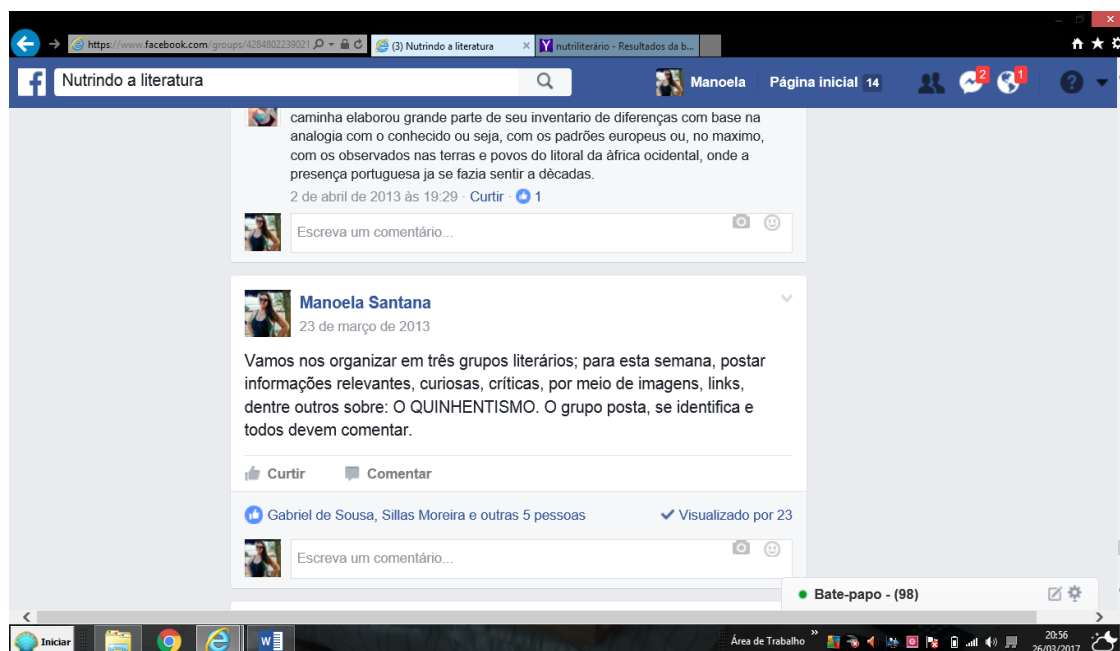 https://www.facebook.com/groups/4284802239021
(3) Nutrindo a literatura
nutriliterário - Resultados da b...
Nutrindo a literatura
Manoela
Página inicial 14
2
1
caminha elaborou grande parte de seu inventario de diferenças com base na
analogia com o conhecido ou seja, com os padrões europeus ou, no maximo,
com os observados nas terras e povos do litoral da àfrica ocidental, onde a
presença portuguesa ja se fazia sentir a dècadas.
2 de abril de 2013 às 19:29 · Curtir · 1
Escreva um comentário...
Manoela Santana
23 de março de 2013
Vamos nos organizar em três grupos literários; para esta semana, postar
informações relevantes, curiosas, críticas, por meio de imagens, links,
dentre outros sobre: O QUINHENTISMO. O grupo posta, se identifica e
todos devem comentar.
Curtir Comentar
Gabriel de Sousa, Sillas Moreira e outras 5 pessoas Visualizado por 23
Escreva um comentário...
Bate-papo - (98)
Iniciar
Área de Trabalho
20:56
26/03/2017